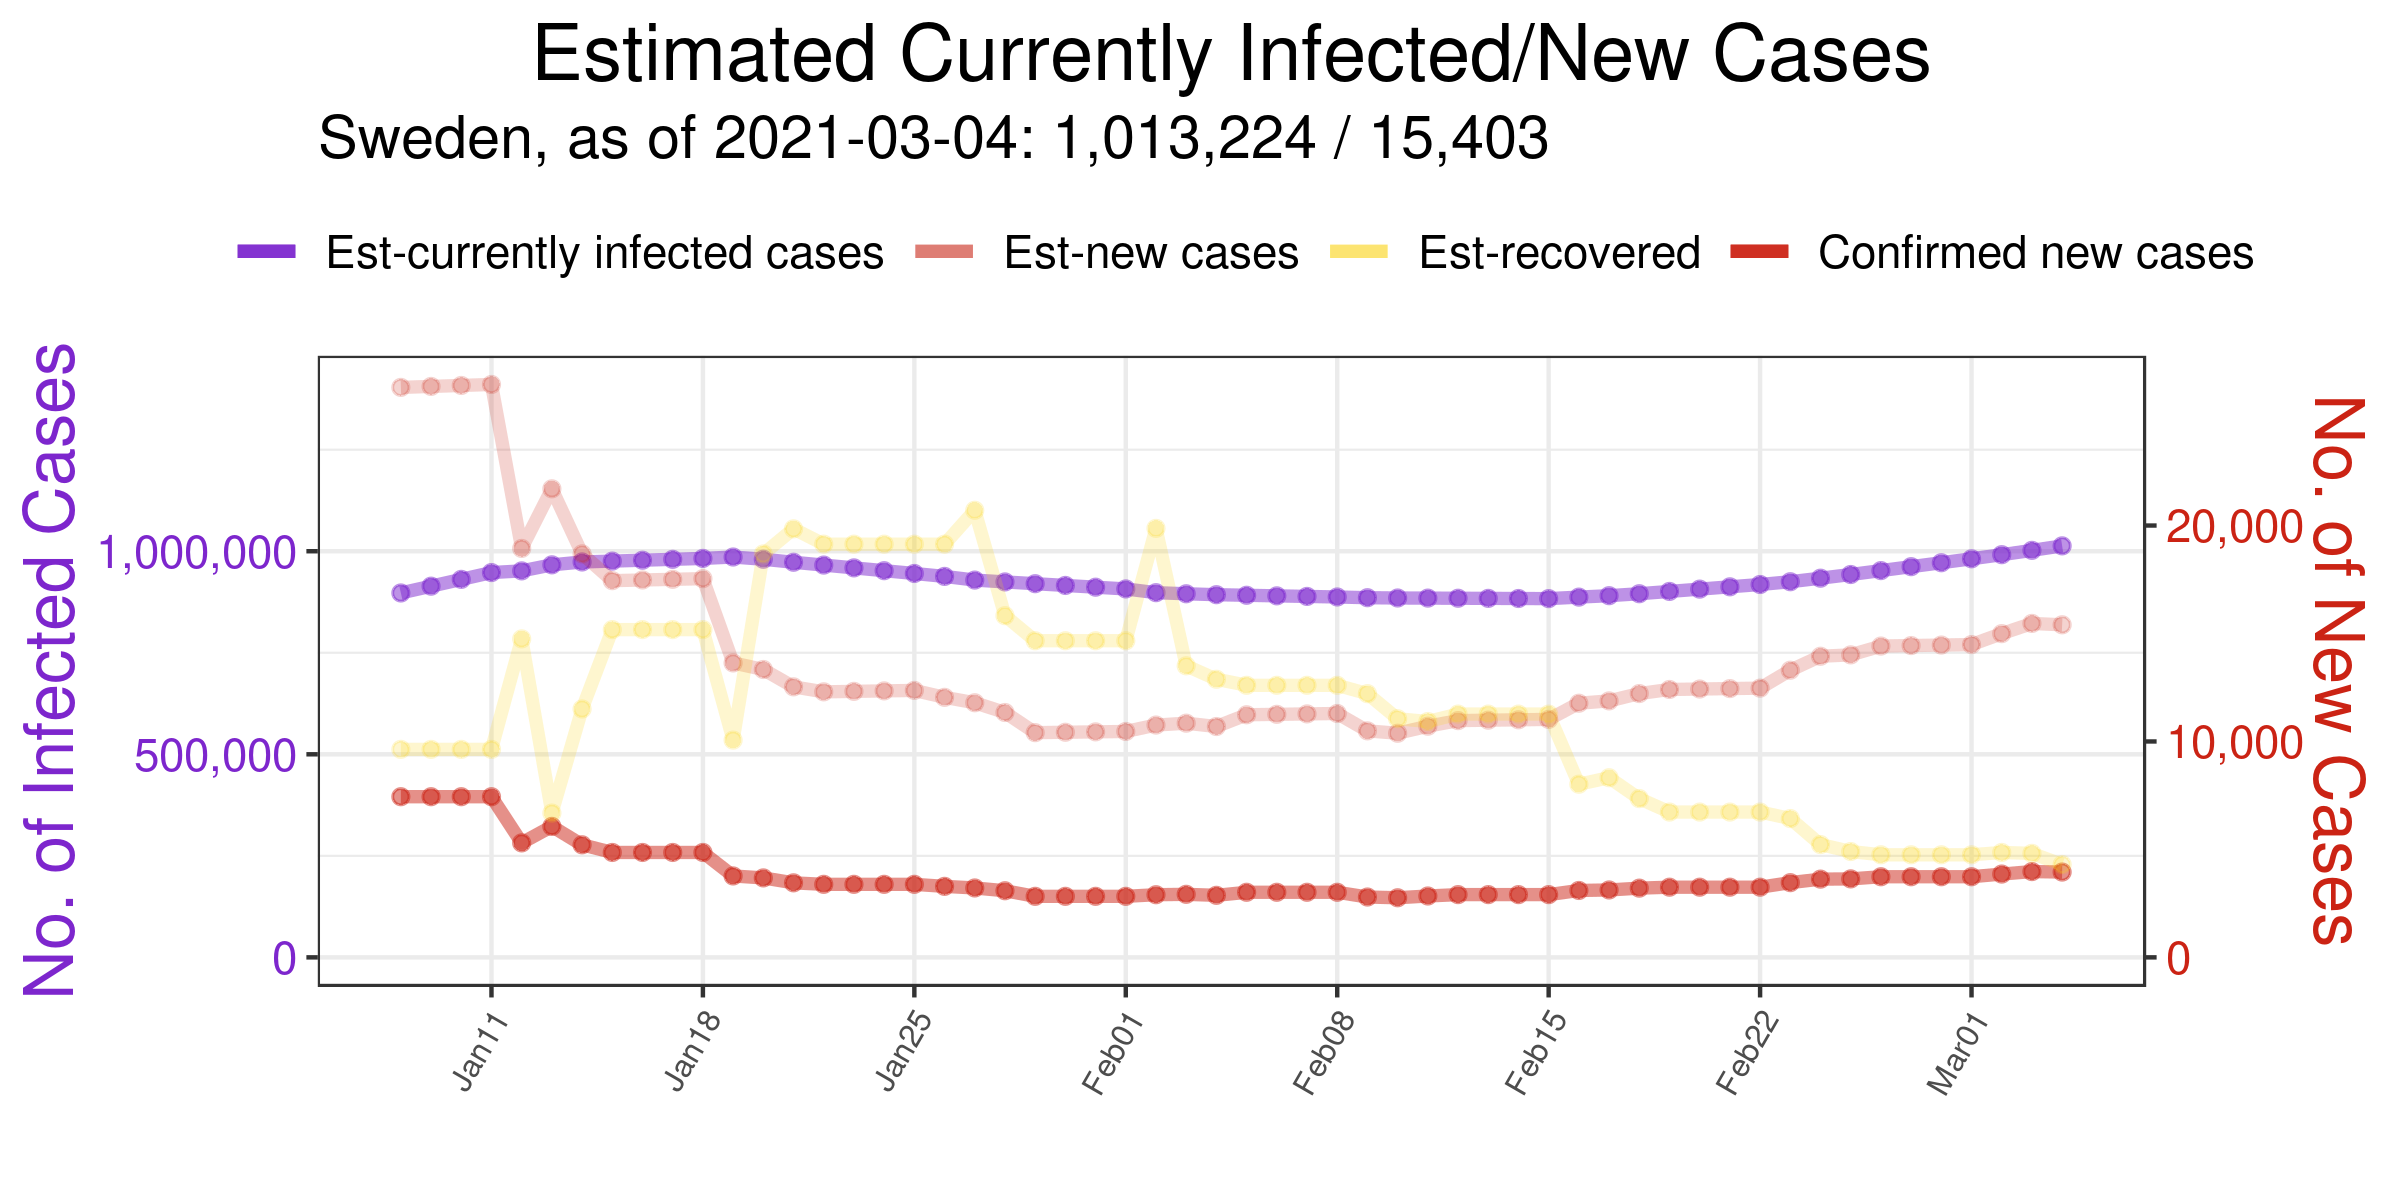 Estimated Currently Infected/New Cases
Sweden, as of 2021-03-04: 1,013,224 / 15,403
Est-currently infected cases Est-new cases Est-recovered Confirmed new cases
No. of Infected Cases
1,000,000
500,000
0
20,000
10,000
0
No. of New Cases
Jan11 Jan18 Jan25 Feb01 Feb08 Feb15 Feb22 Mar01